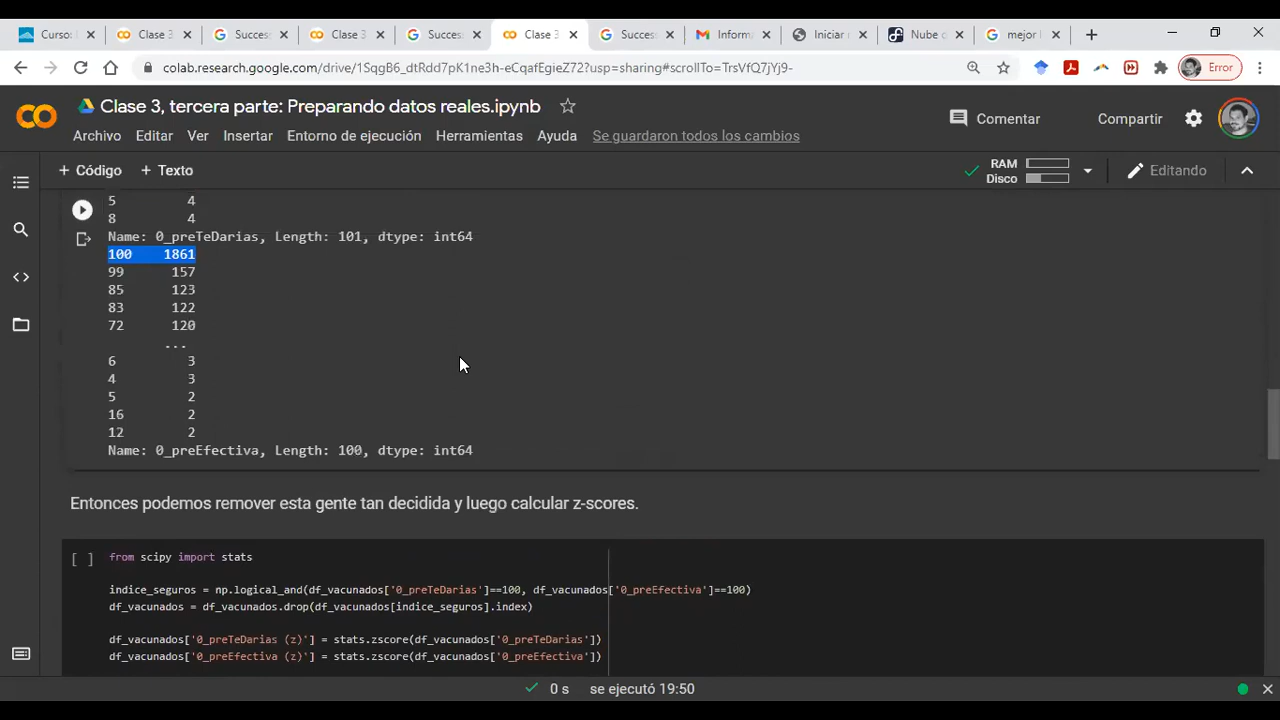 Curso: I
Clase 3
Succes
Clase 3
Succes
Clase 3
Succes
Informa
Iniciar
Nube d
mejor l
colab.research.google.com/drive/1SqgB6_dtRdd7pK1ne3h-eCqafEgieZ72?usp=sharing#scrollTo=TrsVfQ7jYj9-
Error
Clase 3, tercera parte: Preparando datos reales.ipynb
Archivo Editar Ver Insertar Entorno de ejecución Herramientas Ayuda Se guardaron todos los cambios
Comentar Compartir
+ Código + Texto
RAM
Disco
Editando
5 4
8 4
Name: 0_preTeDarias, Length: 101, dtype: int64
100 1861
99 157
85 123
83 122
72 120
...
6 3
4 3
5 2
16 2
12 2
Name: 0_preEfectiva, Length: 100, dtype: int64
Entonces podemos remover esta gente tan decidida y luego calcular z-scores.
[ ] from scipy import stats
indice_seguros = np.logical_and(df_vacunados['0_preTeDarias']==100, df_vacunados['0_preEfectiva']==100)
df_vacunados = df_vacunados.drop(df_vacunados[indice_seguros].index)
df_vacunados['0_preTeDarias (z)'] = stats.zscore(df_vacunados['0_preTeDarias'])
df_vacunados['0_preEfectiva (z)'] = stats.zscore(df_vacunados['0_preEfectiva'])
0 s se ejecutó 19:50